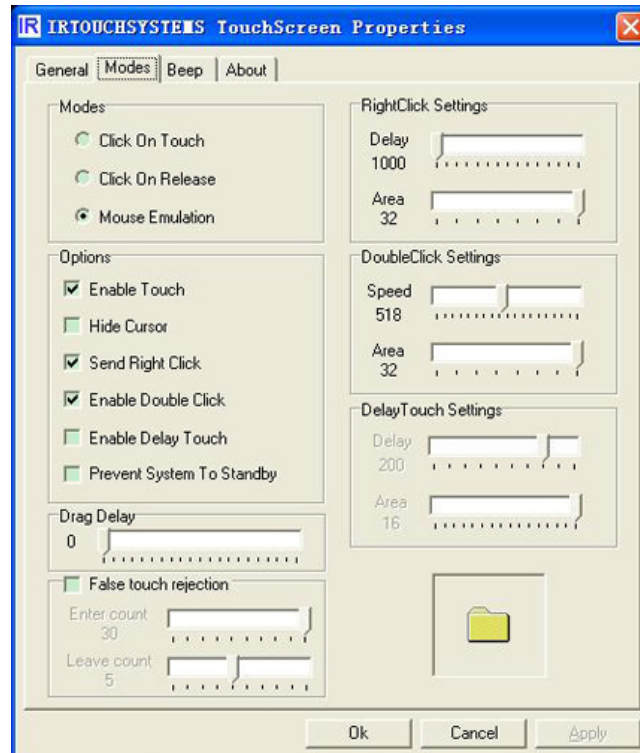 IR IRTOUCHSYSTEMS TouchScreen Properties
General Modes Beep About
Modes
Click On Touch
Click On Release
Mouse Emulation
Options
Enable Touch
Hide Cursor
Send Right Click
Enable Double Click
Enable Delay Touch
Prevent System To Standby
Drag Delay
0
False touch rejection
Enter count
30
Leave count
5
RightClick Settings
Delay
1000
Area
32
DoubleClick Settings
Speed
518
Area
32
DelayTouch Settings
Delay
200
Area
16
Ok Cancel Apply